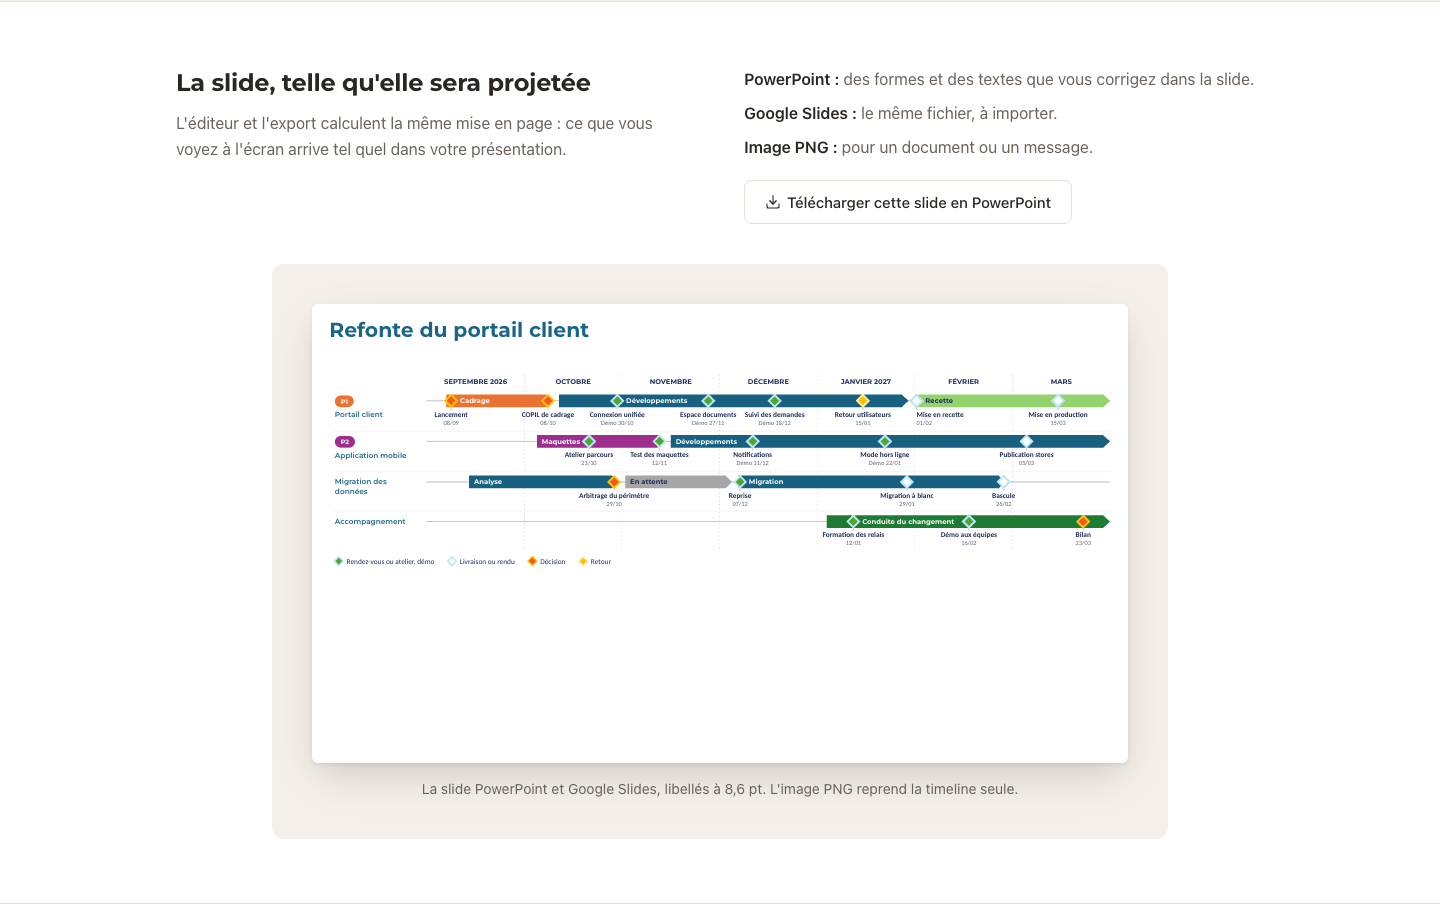 La slide, telle qu'elle sera projetée
L'éditeur et l'export calculent la même mise en page : ce que vous
voyez à l'écran arrive tel quel dans votre présentation.
PowerPoint : des formes et des textes que vous corrigez dans la slide.
Google Slides : le même fichier, à importer.
Image PNG : pour un document ou un message.
Télécharger cette slide en PowerPoint
Refonte du portail client
SEPTEMBRE 2026 OCTOBRE NOVEMBRE DÉCEMBRE JANVIER 2027 FÉVRIER MARS
P1 Cadrage Développements Recette
Portail client Lancement COPIL de cadrage Connexion unifiée Espace documents Suivi des demandes Retour utilisateurs Mise en recette Mise en production
08/09 08/10 Démo 30/10 Démo 27/11 Démo 18/12 15/01 01/02 15/03
P2 Maquettes Développements
Application mobile Atelier parcours Test des maquettes Notifications Mode hors ligne Publication stores
21/10 12/11 Démo 11/12 Démo 22/01 05/03
Migration des Analyse En attente Migration
données
Arbitrage du périmètre Reprise Migration à blanc Bascule
29/10 07/12 29/01 26/02
Accompagnement Conduite du changement
Formation des relais Démo aux équipes Bilan
12/01 16/02 23/03
Rendez-vous ou atelier, démo Livraison ou rendu Décision Retour
La slide PowerPoint et Google Slides, libellés à 8,6 pt. L'image PNG reprend la timeline seule.